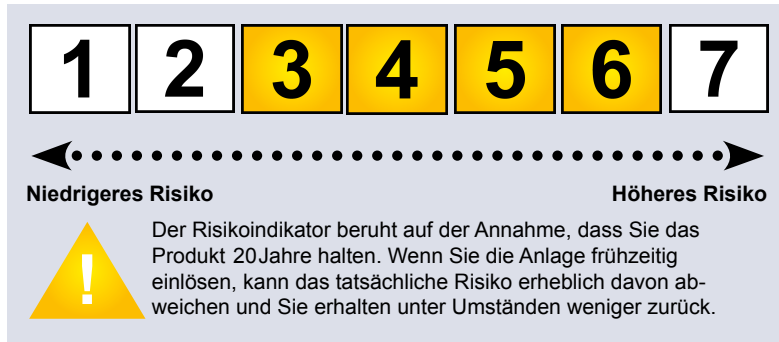 1 2 3 4 5 6 7
Niedrigeres Risiko Höheres Risiko
Der Risikoindikator beruht auf der Annahme, dass Sie das
Produkt 20Jahre halten. Wenn Sie die Anlage frühzeitig
einlösen, kann das tatsächliche Risiko erheblich davon ab-
weichen und Sie erhalten unter Umständen weniger zurück.
!